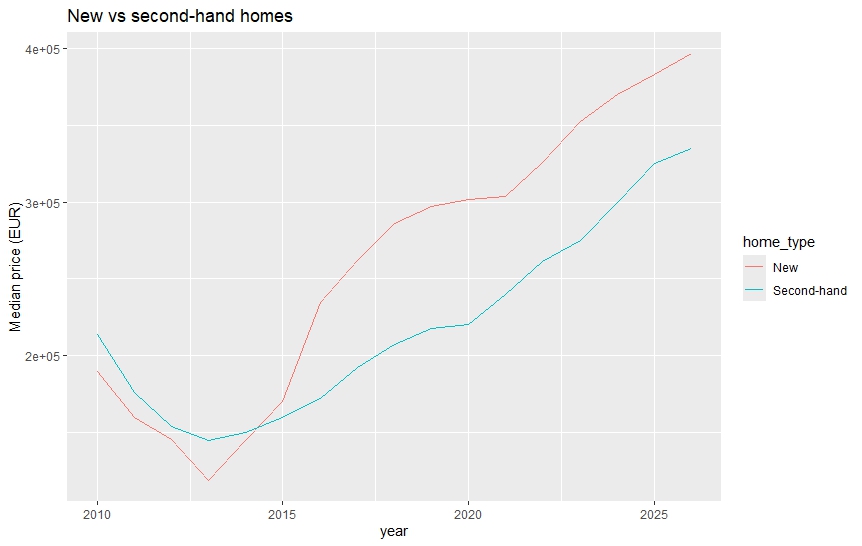 New vs second-hand homes
Median price (EUR)
4e+05
3e+05
2e+05
2010
2015
2020
2025
year
home_type
New
Second-hand